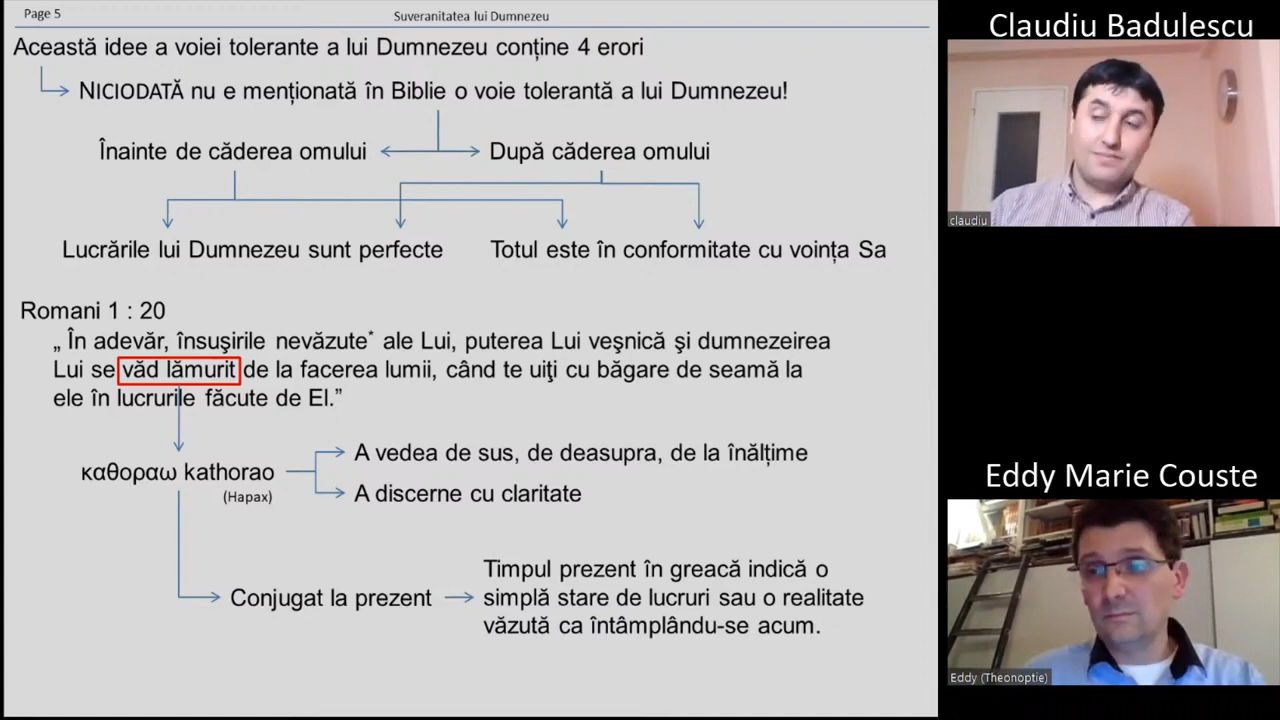 Page 5
Suveranitatea lui Dumnezeu
Această idee a voiei tolerante a lui Dumnezeu conține 4 erori
NICIODATĂ nu e menționată în Biblie o voie tolerantă a lui Dumnezeu!
Înainte de căderea omului
După căderea omului
Lucrările lui Dumnezeu sunt perfecte
Totul este în conformitate cu voința Sa
Romani 1 : 20
„ În adevăr, însuşirile nevăzute* ale Lui, puterea Lui veşnică şi dumnezeirea
Lui se văd lămurit de la facerea lumii, când te uiţi cu băgare de seamă la
ele în lucrurile făcute de El.”
καθοραω kathorao
(Hapax)
A vedea de sus, de deasupra, de la înălțime
A discerne cu claritate
Conjugat la prezent
Timpul prezent în greacă indică o
simplă stare de lucruri sau o realitate
văzută ca întâmplându-se acum.
Claudiu Badulescu
claudiu
Eddy Marie Couste
Eddy (Theonoptie)